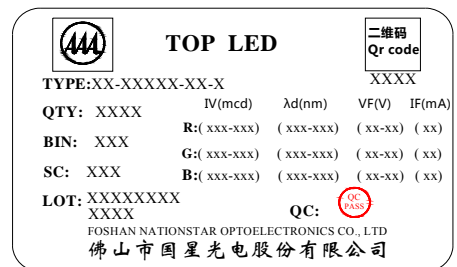 TOP LED
二维码
Qr code
TYPE:XX-XXXXX-XX-X
XXXX
QTY: XXXX
IV(mcd) λd(nm) VF(V) IF(mA)
R:( xxx-xxx) ( xxx-xxx) ( xx-xx) ( xx)
BIN: XXX
G:( xxx-xxx) ( xxx-xxx) ( xx-xx) ( xx)
SC: XXX
B:( xxx-xxx) ( xxx-xxx) ( xx-xx) ( xx)
LOT: XXXXXXXX
XXXX
QC:
QC
PASS
FOSHAN NATIONSTAR OPTOELECTRONICS CO., LTD
佛山市国星光电股份有限公司